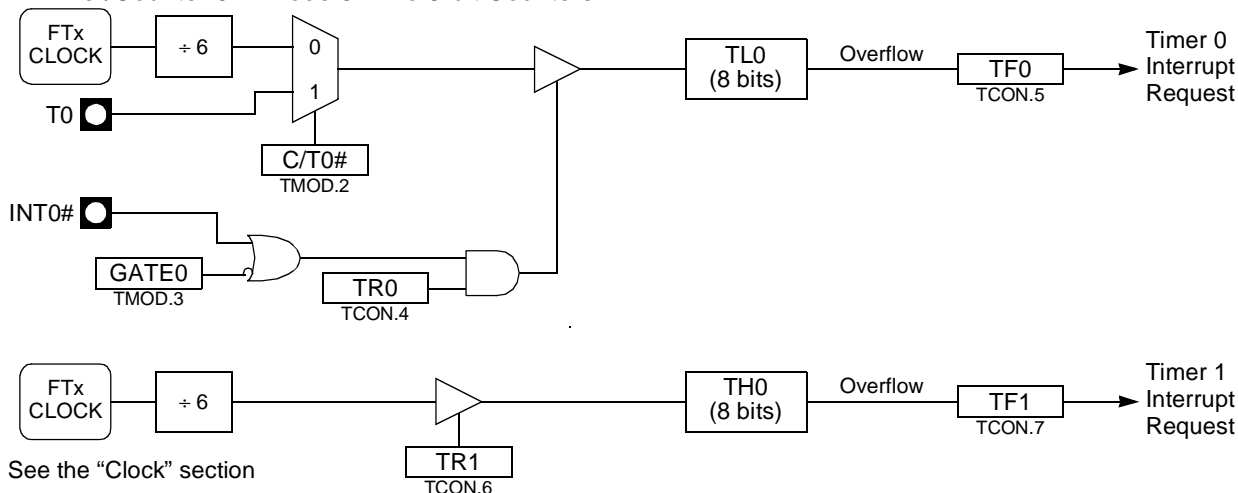 FTx
CLOCK
÷ 6
0
1
T0
C/T0#
TMOD.2
INT0#
GATE0
TMOD.3
TR0
TCON.4
TL0
(8 bits)
Overflow
TF0
TCON.5
Timer 0
Interrupt
Request
FTx
CLOCK
÷ 6
TR1
TCON.6
TH0
(8 bits)
Overflow
TF1
TCON.7
Timer 1
Interrupt
Request
See the “Clock” section